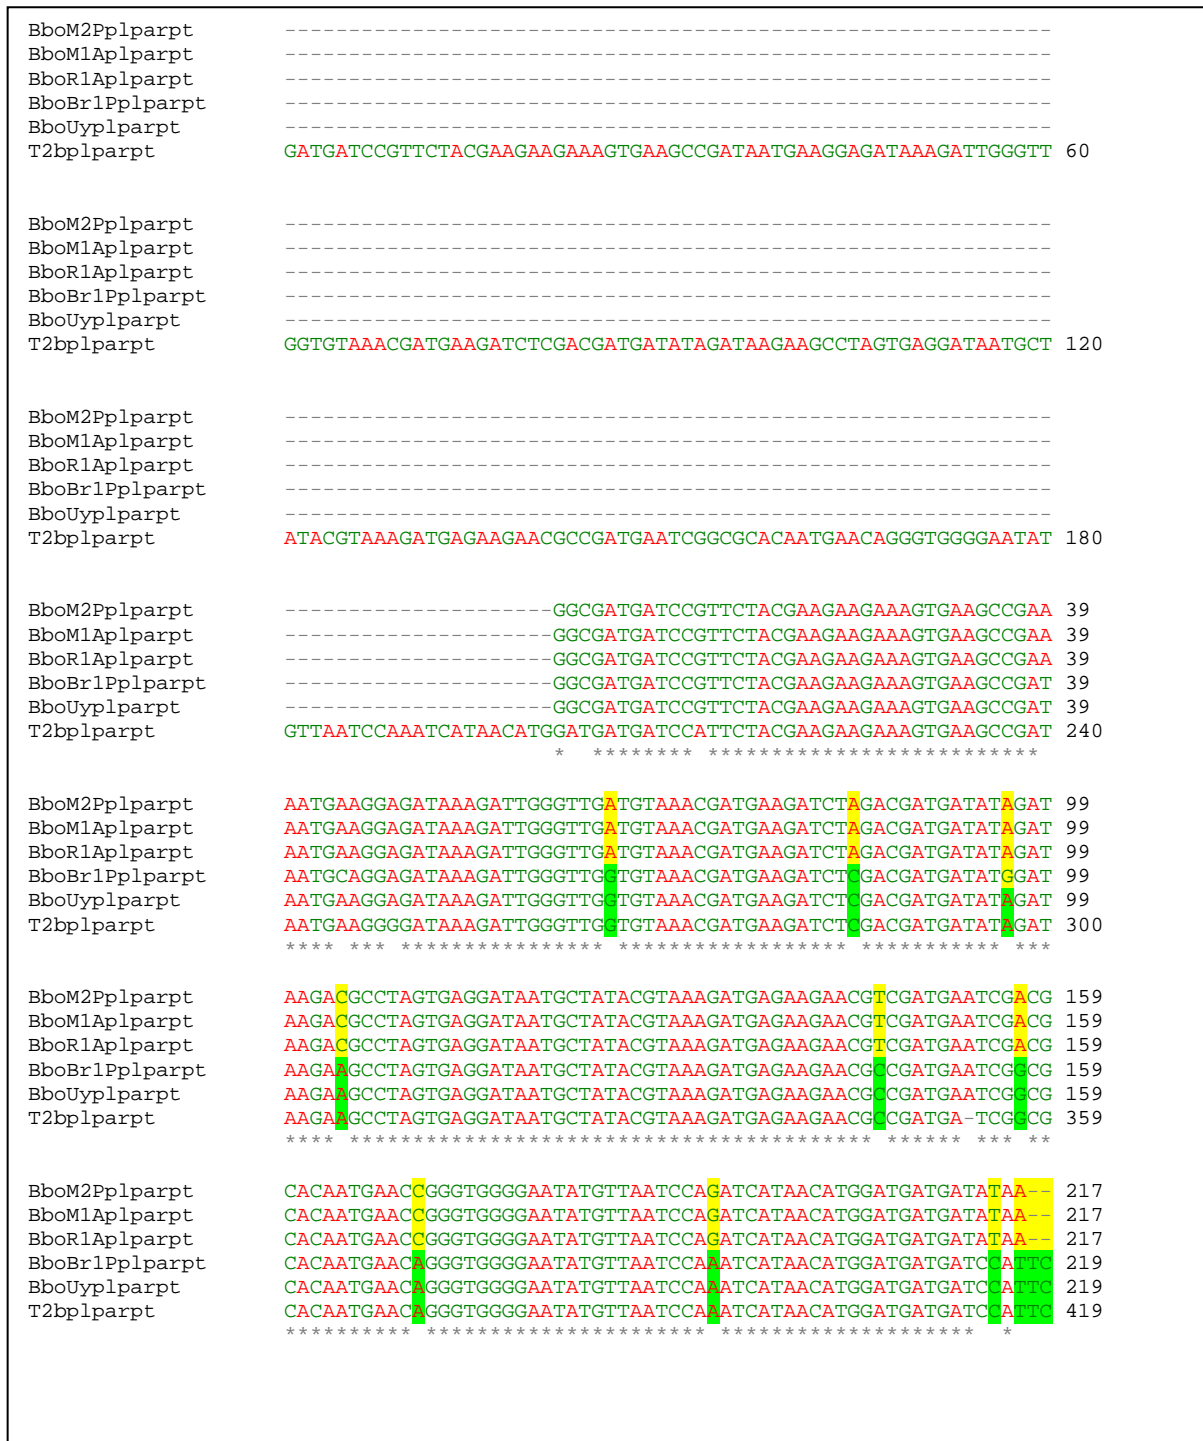 BboM2Pplparpt ------------------------------------------------------------
BboM1Aplparpt ------------------------------------------------------------
BboR1Aplparpt ------------------------------------------------------------
BboBr1Pplparpt ------------------------------------------------------------
BboUyplparpt ------------------------------------------------------------
T2bplparpt GATGATCCGTTCTACGAAGAAGAAAGTGAAGCCGATAATGAAGGAGATAAAGATTGGGTT 60
BboM2Pplparpt ------------------------------------------------------------
BboM1Aplparpt ------------------------------------------------------------
BboR1Aplparpt ------------------------------------------------------------
BboBr1Pplparpt ------------------------------------------------------------
BboUyplparpt ------------------------------------------------------------
T2bplparpt GGTGTAAACGATGAAGATCTCGACGATGATATAGATAAGAAGCCTAGTGAGGATAATGCT 120
BboM2Pplparpt ------------------------------------------------------------
BboM1Aplparpt ------------------------------------------------------------
BboR1Aplparpt ------------------------------------------------------------
BboBr1Pplparpt ------------------------------------------------------------
BboUyplparpt ------------------------------------------------------------
T2bplparpt ATACGTAAAGATGAGAAGAACGCCGATGAATCGGCGCACAATGAACAGGGTGGGGAATAT 180
BboM2Pplparpt ---------------------GGCGATGATCCGTTCTACGAAGAAGAAAGTGAAGCCGAA 39
BboM1Aplparpt ---------------------GGCGATGATCCGTTCTACGAAGAAGAAAGTGAAGCCGAA 39
BboR1Aplparpt ---------------------GGCGATGATCCGTTCTACGAAGAAGAAAGTGAAGCCGAA 39
BboBr1Pplparpt ---------------------GGCGATGATCCGTTCTACGAAGAAGAAAGTGAAGCCGAT 39
BboUyplparpt ---------------------GGCGATGATCCGTTCTACGAAGAAGAAAGTGAAGCCGAT 39
T2bplparpt GTTAATCCAAATCATAACATGGATGATGATCCATTCTACGAAGAAGAAAGTGAAGCCGAT 240
* ******** **************************
BboM2Pplparpt AATGAAGGAGATAAAGATTGGGTTGATGTAAACGATGAAGATCTAGACGATGATATAGAT 99
BboM1Aplparpt AATGAAGGAGATAAAGATTGGGTTGATGTAAACGATGAAGATCTAGACGATGATATAGAT 99
BboR1Aplparpt AATGAAGGAGATAAAGATTGGGTTGATGTAAACGATGAAGATCTAGACGATGATATAGAT 99
BboBr1Pplparpt AATGCAGGAGATAAAGATTGGGTTGGTGTAAACGATGAAGATCTCGACGATGATATGGAT 99
BboUyplparpt AATGAAGGAGATAAAGATTGGGTTGGTGTAAACGATGAAGATCTCGACGATGATATAGAT 99
T2bplparpt AATGAAGGGGATAAAGATTGGGTTGGTGTAAACGATGAAGATCTCGACGATGATATAGAT 300
**** *** **************** ****************** *********** ***
BboM2Pplparpt AAGACGCCTAGTGAGGATAATGCTATACGTAAAGATGAGAAGAACGTCGATGAATCGACG 159
BboM1Aplparpt AAGACGCCTAGTGAGGATAATGCTATACGTAAAGATGAGAAGAACGTCGATGAATCGACG 159
BboR1Aplparpt AAGACGCCTAGTGAGGATAATGCTATACGTAAAGATGAGAAGAACGTCGATGAATCGACG 159
BboBr1Pplparpt AAGAAGCCTAGTGAGGATAATGCTATACGTAAAGATGAGAAGAACGCCGATGAATCGGCG 159
BboUyplparpt AAGAAGCCTAGTGAGGATAATGCTATACGTAAAGATGAGAAGAACGCCGATGAATCGGCG 159
T2bplparpt AAGAAGCCTAGTGAGGATAATGCTATACGTAAAGATGAGAAGAACGCCGATGA-TCGGCG 359
**** ***************************************** ****** *** **
BboM2Pplparpt CACAATGAACCGGGTGGGGAATATGTTAATCCAGATCATAACATGGATGATGATATAA-- 217
BboM1Aplparpt CACAATGAACCGGGTGGGGAATATGTTAATCCAGATCATAACATGGATGATGATATAA-- 217
BboR1Aplparpt CACAATGAACCGGGTGGGGAATATGTTAATCCAGATCATAACATGGATGATGATATAA-- 217
BboBr1Pplparpt CACAATGAACAGGGTGGGGAATATGTTAATCCAAATCATAACATGGATGATGATCCATTC 219
BboUyplparpt CACAATGAACAGGGTGGGGAATATGTTAATCCAAATCATAACATGGATGATGATCCATTC 219
T2bplparpt CACAATGAACAGGGTGGGGAATATGTTAATCCAAATCATAACATGGATGATGATCCATTC 419
********** ********************** ******************** *